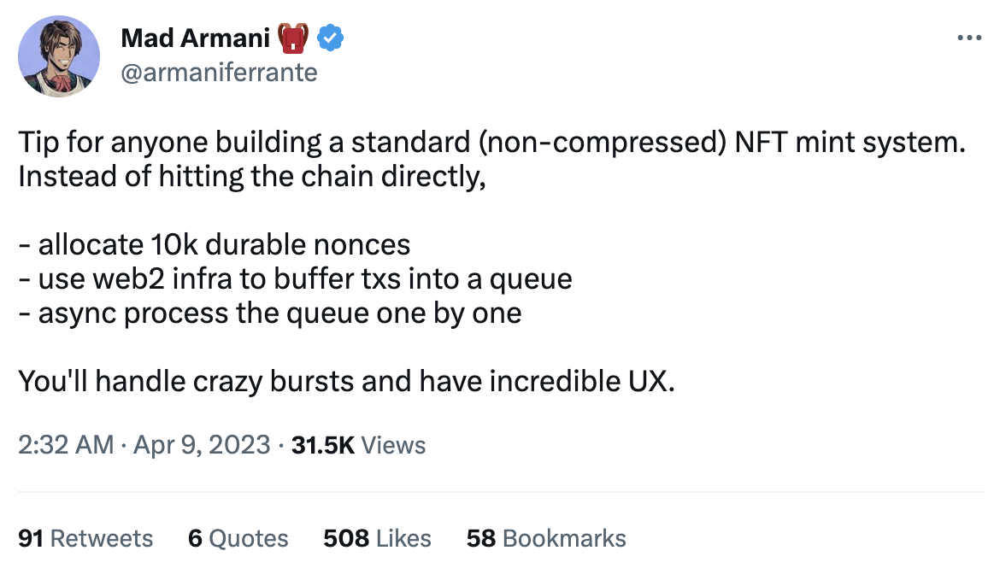 Mad Armani 🎒
@armaniferrante
Tip for anyone building a standard (non-compressed) NFT mint system.
Instead of hitting the chain directly,
- allocate 10k durable nonces
- use web2 infra to buffer txs into a queue
- async process the queue one by one
You'll handle crazy bursts and have incredible UX.
2:32 AM · Apr 9, 2023 · 31.5K Views
91 Retweets 6 Quotes 508 Likes 58 Bookmarks